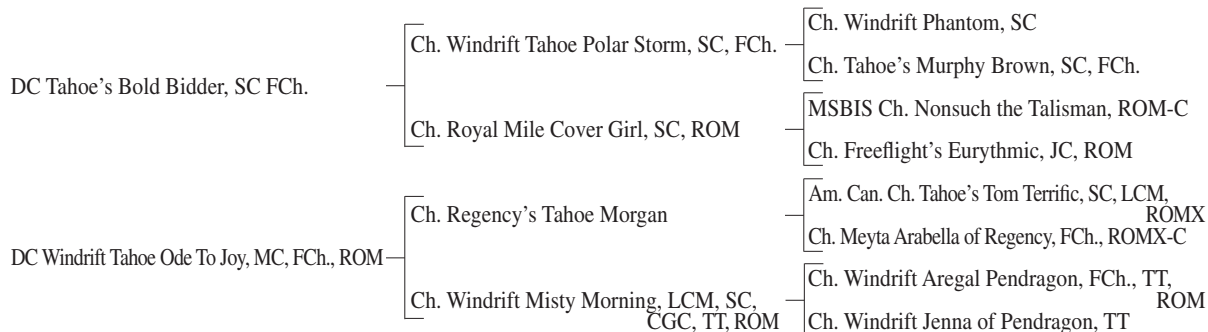 Ch. Windrift Phantom, SC
Ch. Windrift Tahoe Polar Storm, SC, FCh.
Ch. Tahoe's Murphy Brown, SC, FCh.
DC Tahoe's Bold Bidder, SC FCh.
MSBIS Ch. Nonsuch the Talisman, ROM-C
Ch. Royal Mile Cover Girl, SC, ROM
Ch. Freeflight's Eurythmic, JC, ROM
Am. Can. Ch. Tahoe's Tom Terrific, SC, LCM,
ROMX
Ch. Regency's Tahoe Morgan
Ch. Meyta Arabella of Regency, FCh., ROMX-C
DC Windrift Tahoe Ode To Joy, MC, FCh., ROM
Ch. Windrift Aregal Pendragon, FCh., TT,
ROM
Ch. Windrift Misty Morning, LCM, SC,
CGC, TT, ROM
Ch. Windrift Jenna of Pendragon, TT